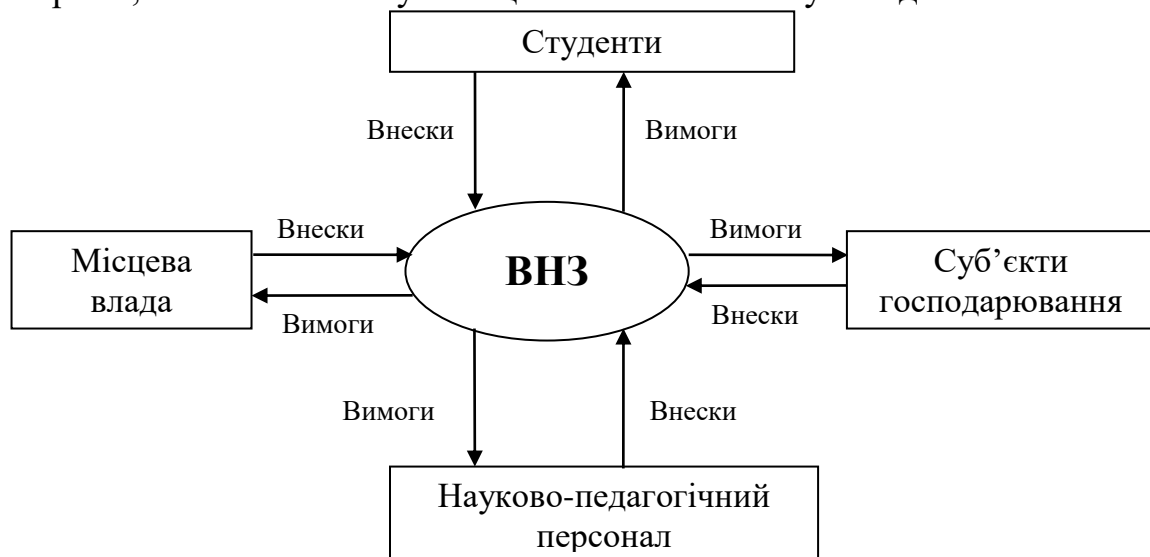 Студенти
Внески
Вимоги
Місцева
влада
Внески
Вимоги
ВНЗ
Вимоги
Внески
Суб’єкти
господарювання
Вимоги
Внески
Науково-педагогічний
персонал